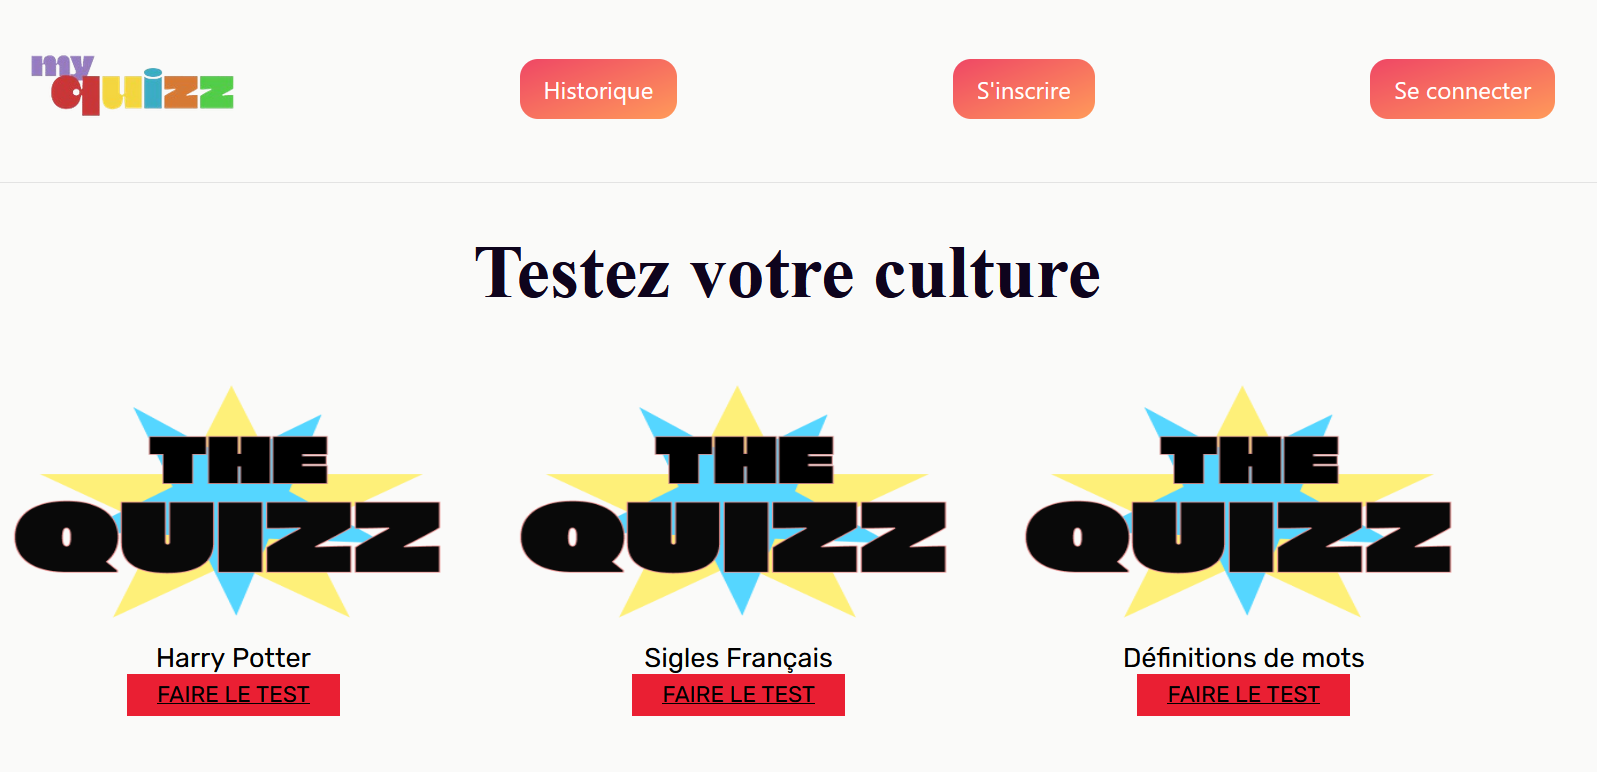 my
quizz
Historique
S'inscrire
Se connecter
Testez votre culture
THE
QUIZZ
Harry Potter
FAIRE LE TEST
THE
QUIZZ
Sigles Français
FAIRE LE TEST
THE
QUIZZ
Définitions de mots
FAIRE LE TEST